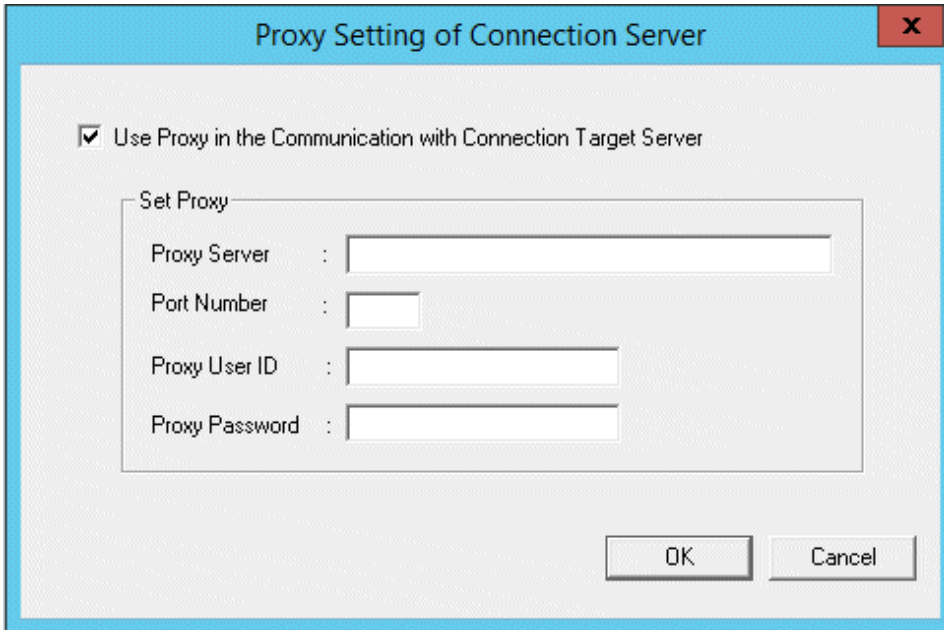 Proxy Setting of Connection Server
x
Use Proxy in the Communication with Connection Target Server
Set Proxy
Proxy Server :
Port Number :
Proxy User ID :
Proxy Password :
OK Cancel